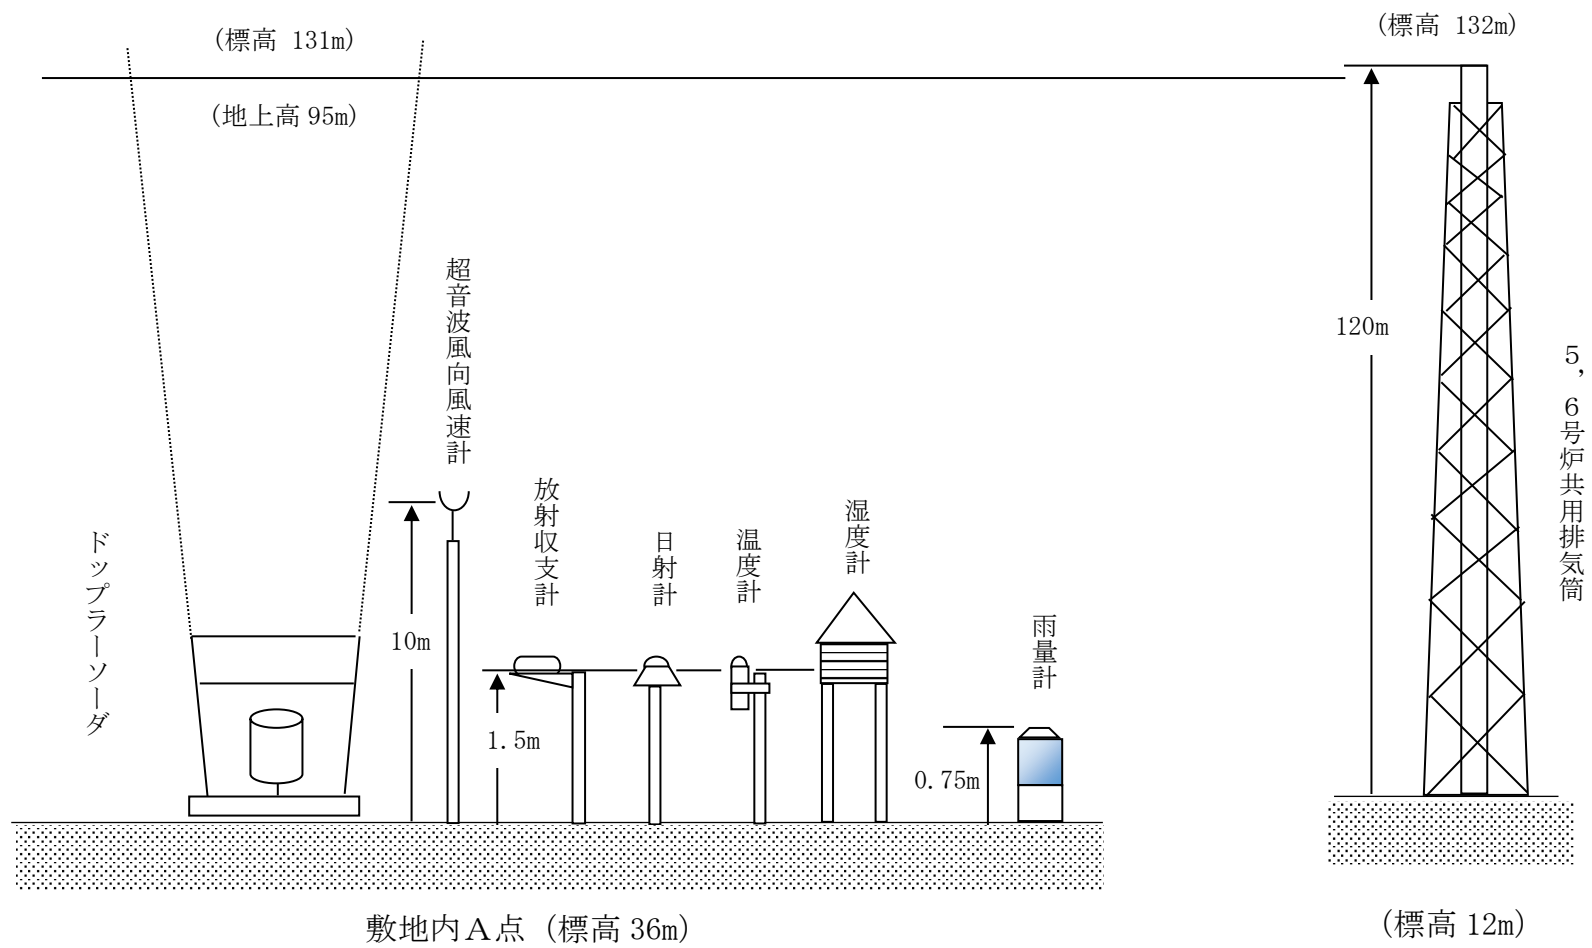 (標高 131m)
(地上高 95m)
(標高 132m)
超音波風向風速計
放射収支計
日射計
温度計
湿度計
雨量計
ドップラーソーダ
10m
1.5m
0.75m
120m
5，6号炉共用排気筒
敷地内A点 (標高 36m)
(標高 12m)